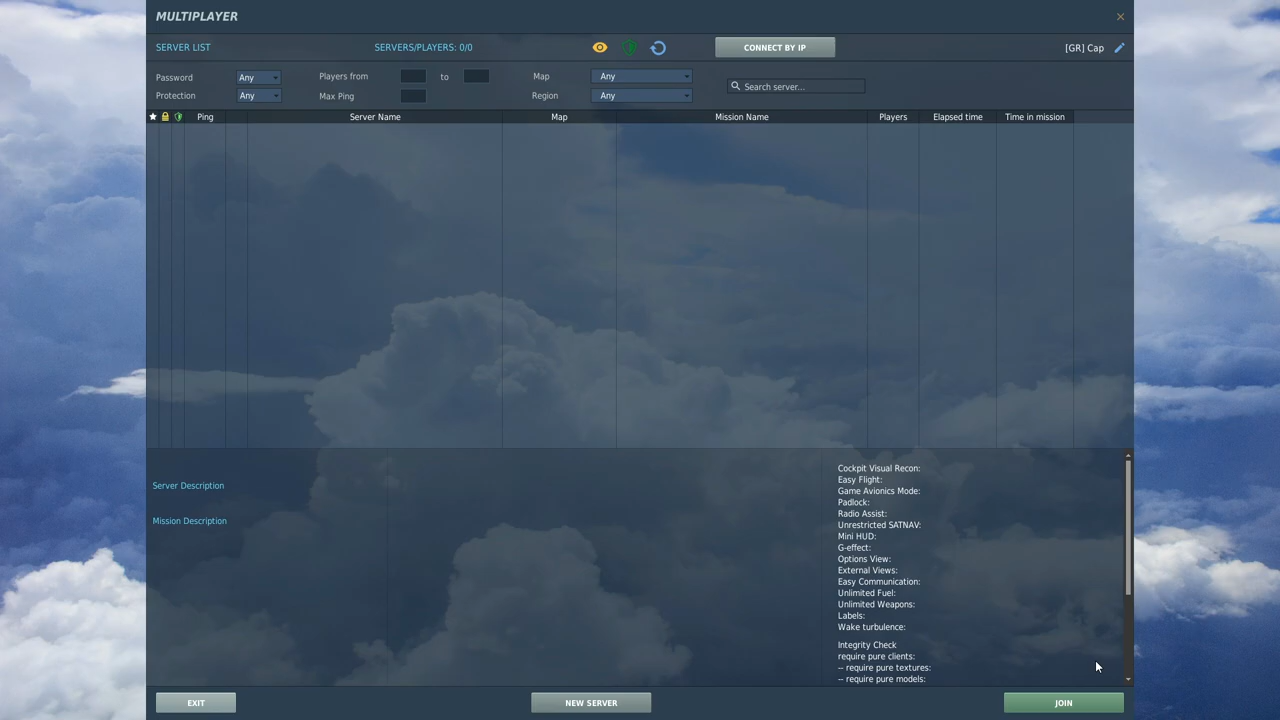 MULTIPLAYER
SERVER LIST SERVERS/PLAYERS: 0/0 CONNECT BY IP [GR] Cap
Password Any Players from to Map Any Search server...
Protection Any Max Ping Region Any
Ping Server Name Map Mission Name Players Elapsed time Time in mission
Server Description
Mission Description
Cockpit Visual Recon:
Easy Flight:
Game Avionics Mode:
Padlock:
Radio Assist:
Unrestricted SATNAV:
Mini HUD:
G-effect:
Options View:
External Views:
Easy Communication:
Unlimited Fuel:
Unlimited Weapons:
Labels:
Wake turbulence:
Integrity Check
require pure clients:
-- require pure textures:
-- require pure models:
EXIT NEW SERVER JOIN